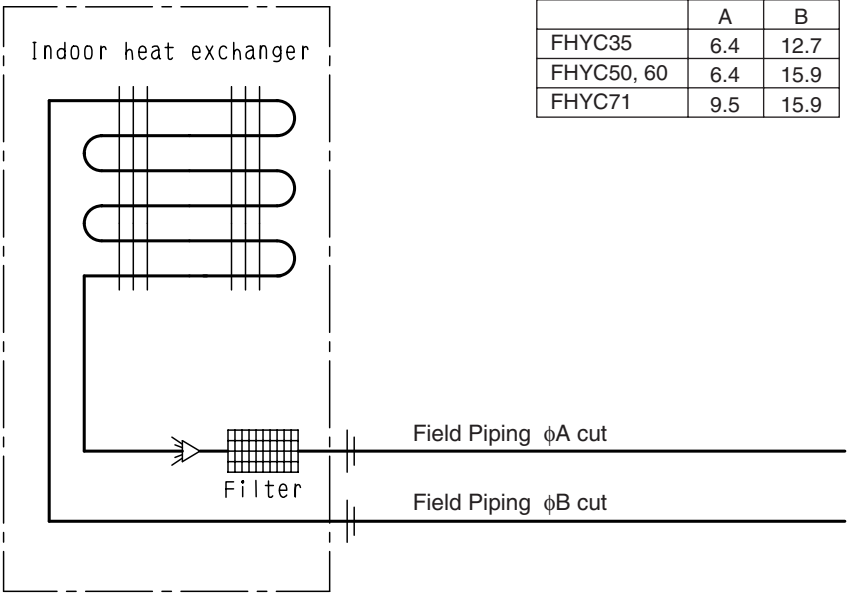 A B
FHYC35 6.4 12.7
FHYC50, 60 6.4 15.9
FHYC71 9.5 15.9
Indoor heat exchanger
Field Piping ϕA cut
Filter
Field Piping ϕB cut